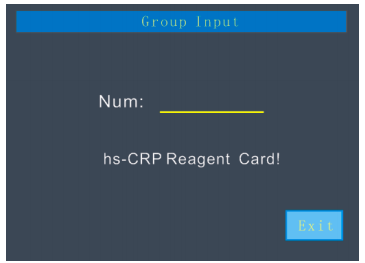 Group Input
Num:
hs-CRP Reagent Card!
Exit